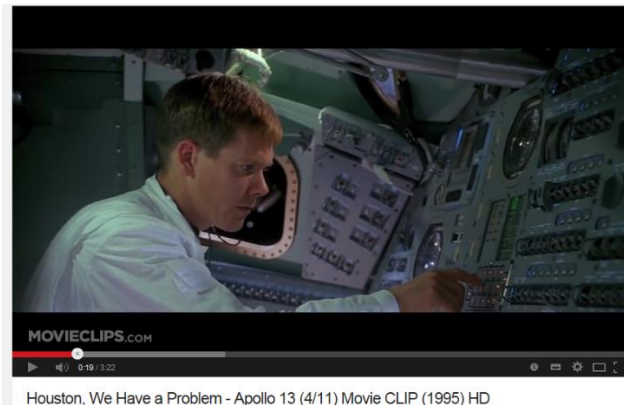 MOVIECLIPS.COM
0:19 / 3:22
Houston, We Have a Problem - Apollo 13 (4/11) Movie CLIP (1995) HD